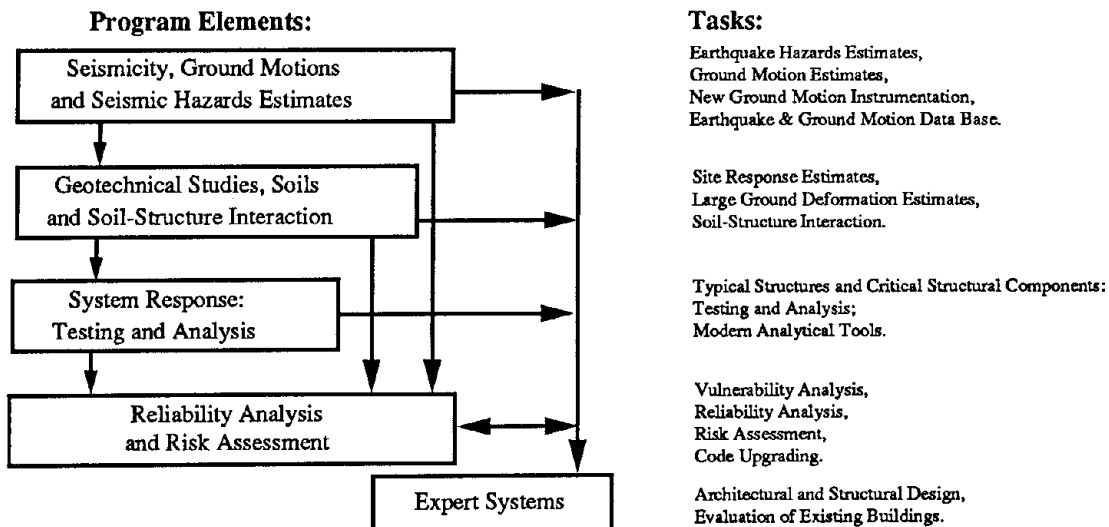 Program Elements:
Seismicity, Ground Motions
and Seismic Hazards Estimates
Geotechnical Studies, Soils
and Soil-Structure Interaction
System Response:
Testing and Analysis
Reliability Analysis
and Risk Assessment
Expert Systems
Tasks:
Earthquake Hazards Estimates,
Ground Motion Estimates,
New Ground Motion Instrumentation,
Earthquake & Ground Motion Data Base.
Site Response Estimates,
Large Ground Deformation Estimates,
Soil-Structure Interaction.
Typical Structures and Critical Structural Components:
Testing and Analysis;
Modern Analytical Tools.
Vulnerability Analysis,
Reliability Analysis,
Risk Assessment,
Code Upgrading.
Architectural and Structural Design,
Evaluation of Existing Buildings.